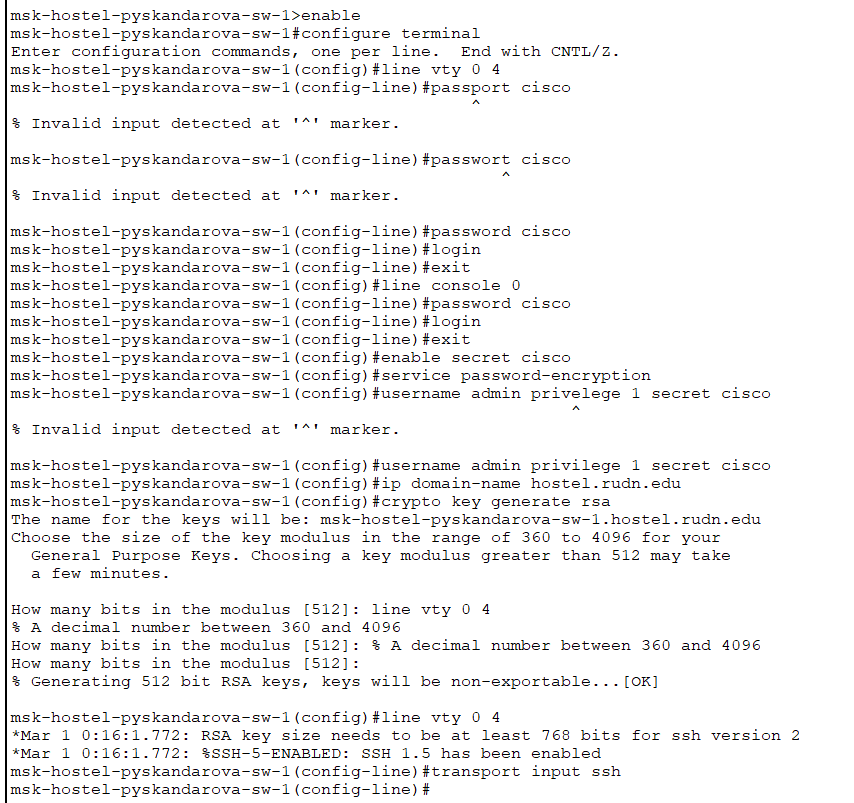 msk-hostel-pyskandarova-sw-1>enable
msk-hostel-pyskandarova-sw-1#configure terminal
Enter configuration commands, one per line.  End with CNTL/Z.
msk-hostel-pyskandarova-sw-1(config)#line vty 0 4
msk-hostel-pyskandarova-sw-1(config-line)#passport cisco
^
% Invalid input detected at '^' marker.
msk-hostel-pyskandarova-sw-1(config-line)#passwort cisco
^
% Invalid input detected at '^' marker.
msk-hostel-pyskandarova-sw-1(config-line)#password cisco
msk-hostel-pyskandarova-sw-1(config-line)#login
msk-hostel-pyskandarova-sw-1(config-line)#exit
msk-hostel-pyskandarova-sw-1(config)#line console 0
msk-hostel-pyskandarova-sw-1(config-line)#password cisco
msk-hostel-pyskandarova-sw-1(config-line)#login
msk-hostel-pyskandarova-sw-1(config-line)#exit
msk-hostel-pyskandarova-sw-1(config)#enable secret cisco
msk-hostel-pyskandarova-sw-1(config)#service password-encryption
msk-hostel-pyskandarova-sw-1(config)#username admin privelege 1 secret cisco
^
% Invalid input detected at '^' marker.
msk-hostel-pyskandarova-sw-1(config)#username admin privilege 1 secret cisco
msk-hostel-pyskandarova-sw-1(config)#ip domain-name hostel.rudn.edu
msk-hostel-pyskandarova-sw-1(config)#crypto key generate rsa
The name for the keys will be: msk-hostel-pyskandarova-sw-1.hostel.rudn.edu
Choose the size of the key modulus in the range of 360 to 4096 for your
General Purpose Keys. Choosing a key modulus greater than 512 may take
a few minutes.
How many bits in the modulus [512]: line vty 0 4
% A decimal number between 360 and 4096
How many bits in the modulus [512]: % A decimal number between 360 and 4096
How many bits in the modulus [512]:
% Generating 512 bit RSA keys, keys will be non-exportable...[OK]
msk-hostel-pyskandarova-sw-1(config)#line vty 0 4
*Mar 1 0:16:1.772: RSA key size needs to be at least 768 bits for ssh version 2
*Mar 1 0:16:1.772: %SSH-5-ENABLED: SSH 1.5 has been enabled
msk-hostel-pyskandarova-sw-1(config-line)#transport input ssh
msk-hostel-pyskandarova-sw-1(config-line)#